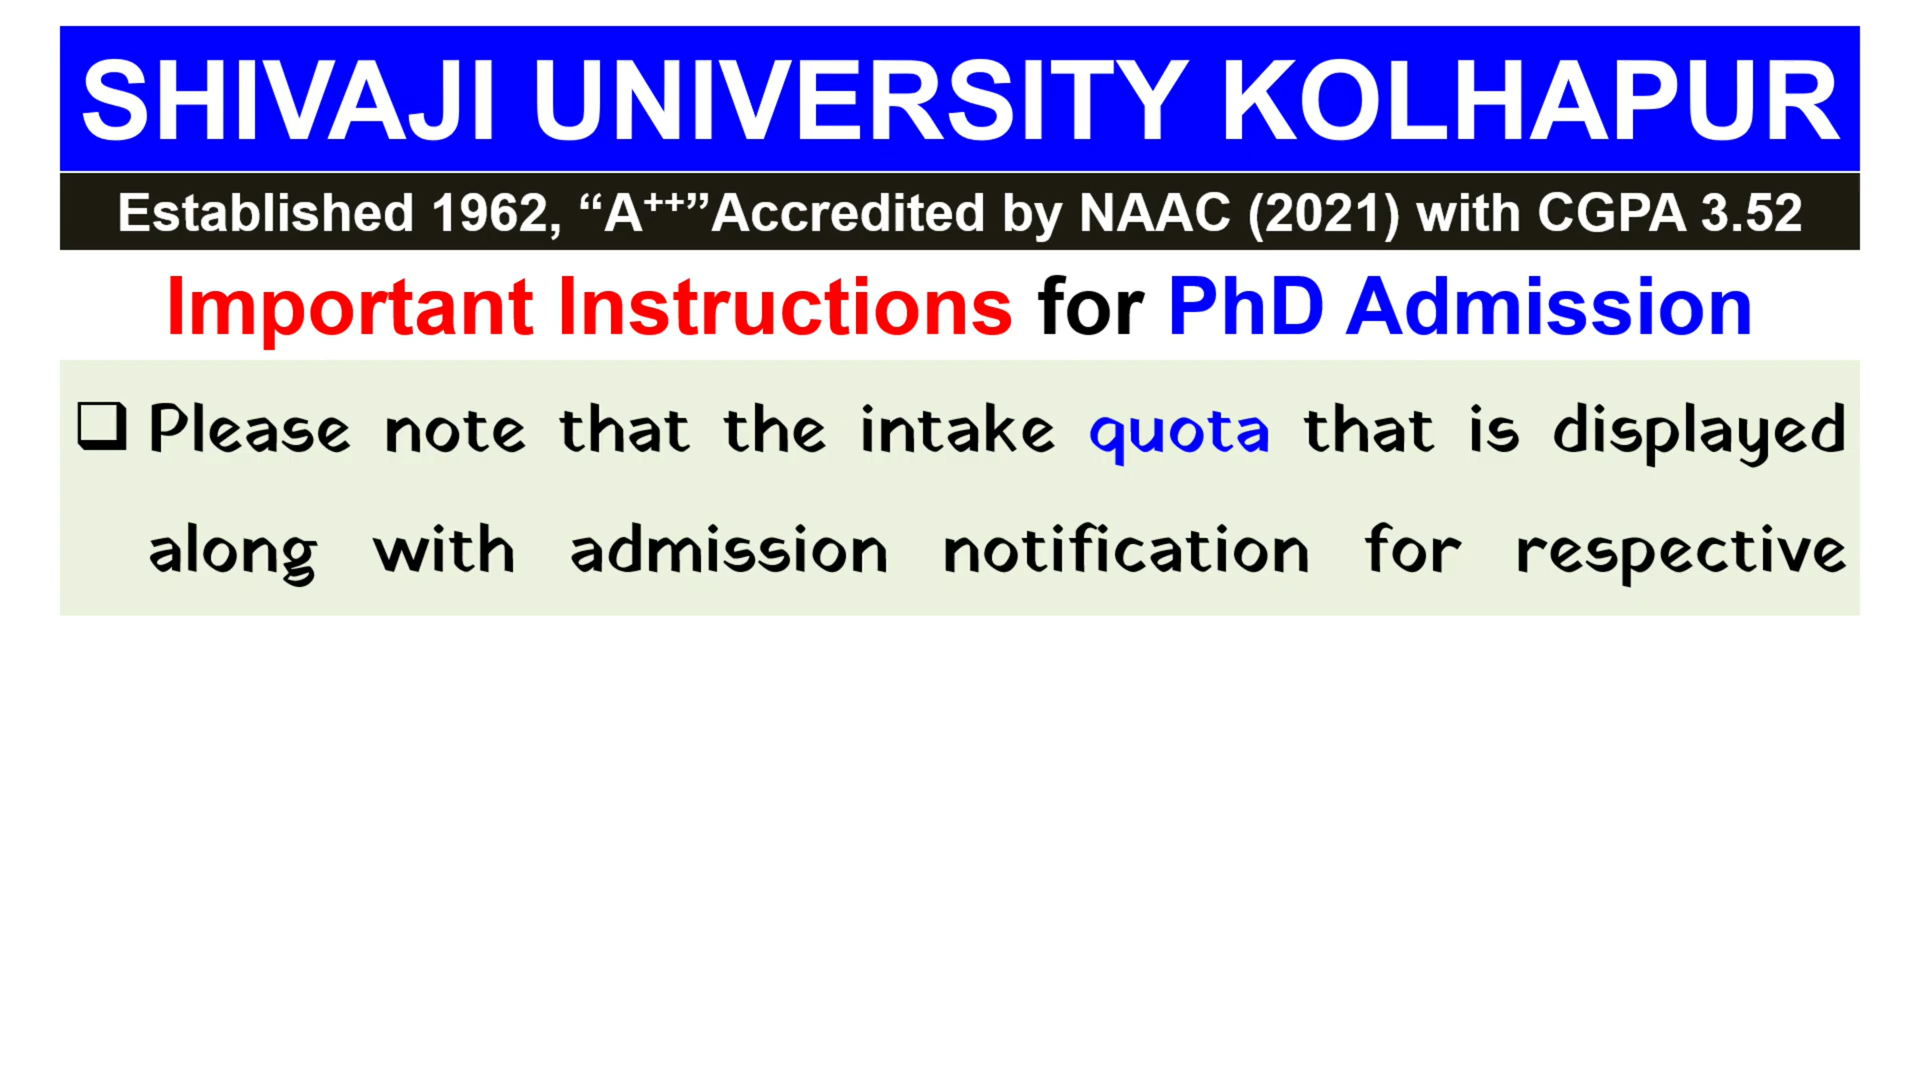 SHIVAJI UNIVERSITY KOLHAPUR
Established 1962, “A⁺⁺”Accredited by NAAC (2021) with CGPA 3.52
Important Instructions for PhD Admission
❑ Please note that the intake quota that is displayed
along with admission notification for respective